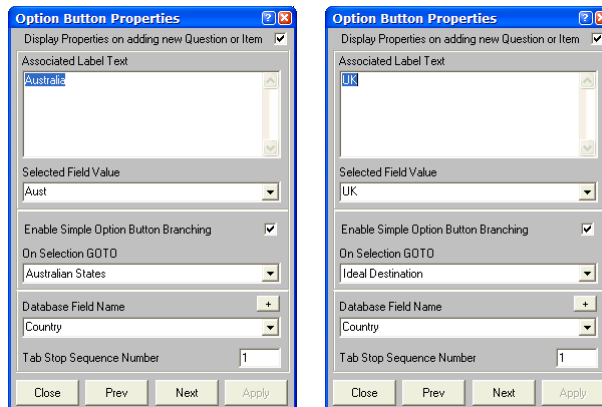 Option Button Properties
Display Properties on adding new Question or Item
Associated Label Text
Australia
Selected Field Value
Aust
Enable Simple Option Button Branching
On Selection GOTO
Australian States
Database Field Name
+
Country
Tab Stop Sequence Number
1
Close Prev Next Apply
Option Button Properties
Display Properties on adding new Question or Item
Associated Label Text
UK
Selected Field Value
UK
Enable Simple Option Button Branching
On Selection GOTO
Ideal Destination
Database Field Name
+
Country
Tab Stop Sequence Number
1
Close Prev Next Apply